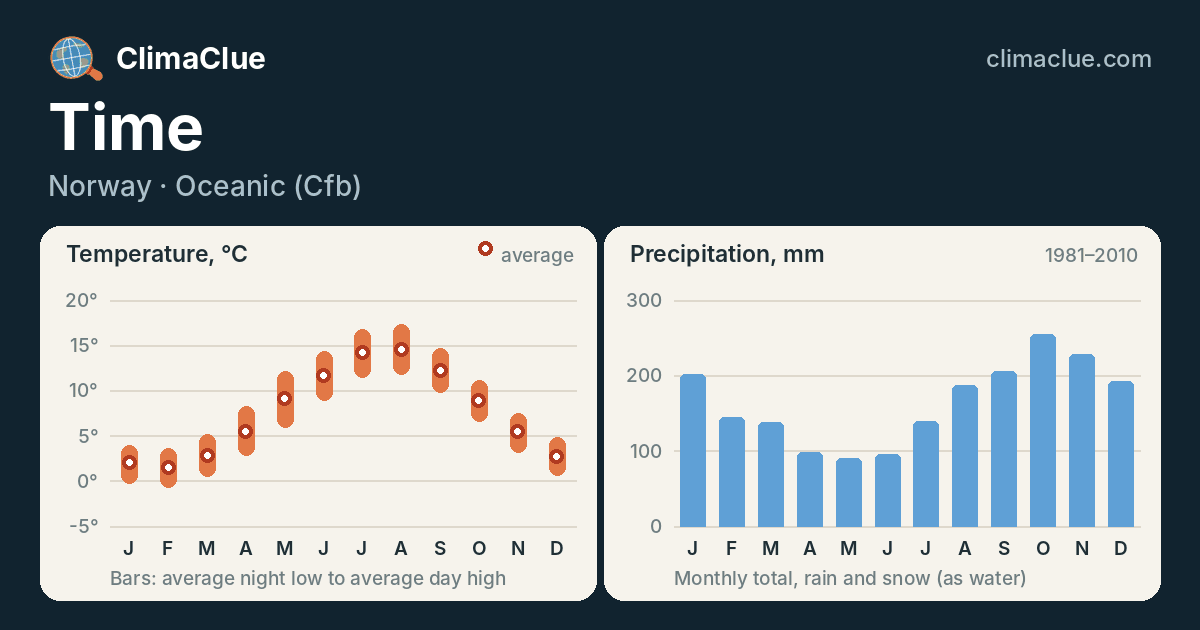 ClimaClue
climaclue.com
Time
Norway · Oceanic (Cfb)
Temperature, °C
average
20°
15°
10°
5°
0°
-5°
J F M A M J J A S O N D
Bars: average night low to average day high
Precipitation, mm
1981–2010
300
200
100
0
J F M A M J J A S O N D
Monthly total, rain and snow (as water)